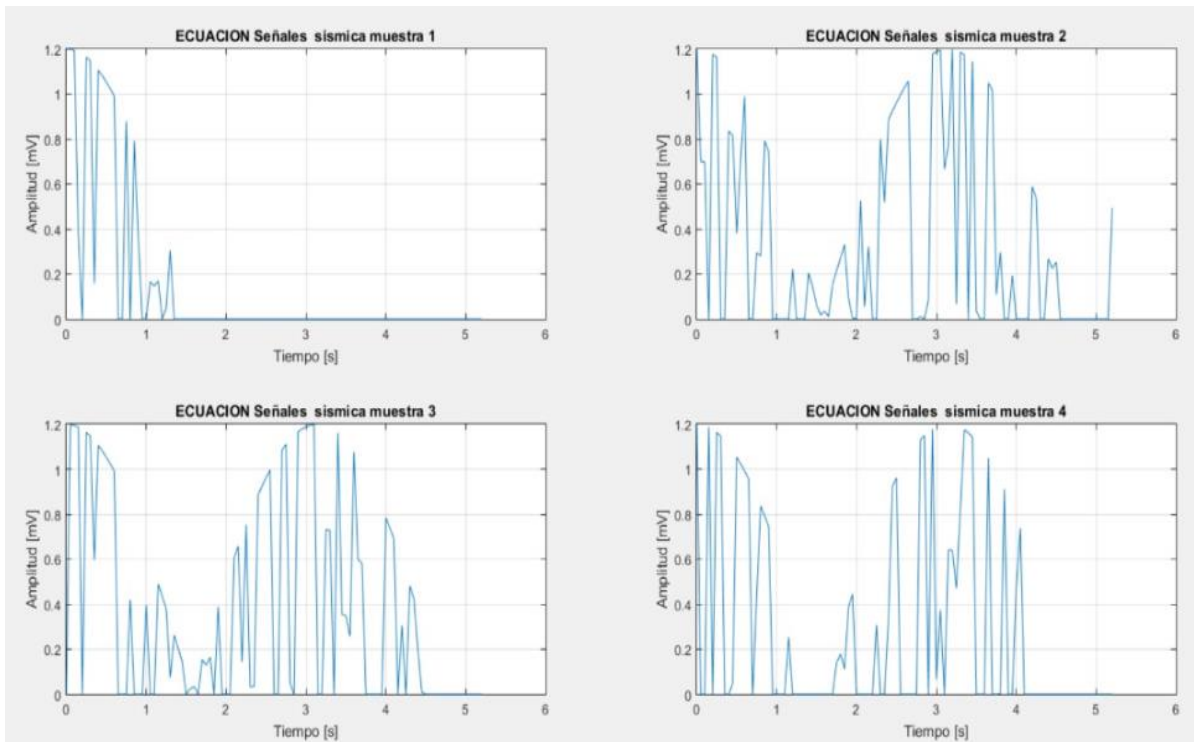 ECUACION Señales sismica muestra 1
1.2
1
0.8
0.6
0.4
0.2
0
Amplitud [mV]
0 1 2 3 4 5 6
Tiempo [s]
ECUACION Señales sismica muestra 2
1.2
1
0.8
0.6
0.4
0.2
0
Amplitud [mV]
0 1 2 3 4 5 6
Tiempo [s]
ECUACION Señales sismica muestra 3
1.2
1
0.8
0.6
0.4
0.2
0
Amplitud [mV]
0 1 2 3 4 5 6
Tiempo [s]
ECUACION Señales sismica muestra 4
1.2
1
0.8
0.6
0.4
0.2
0
Amplitud [mV]
0 1 2 3 4 5 6
Tiempo [s]